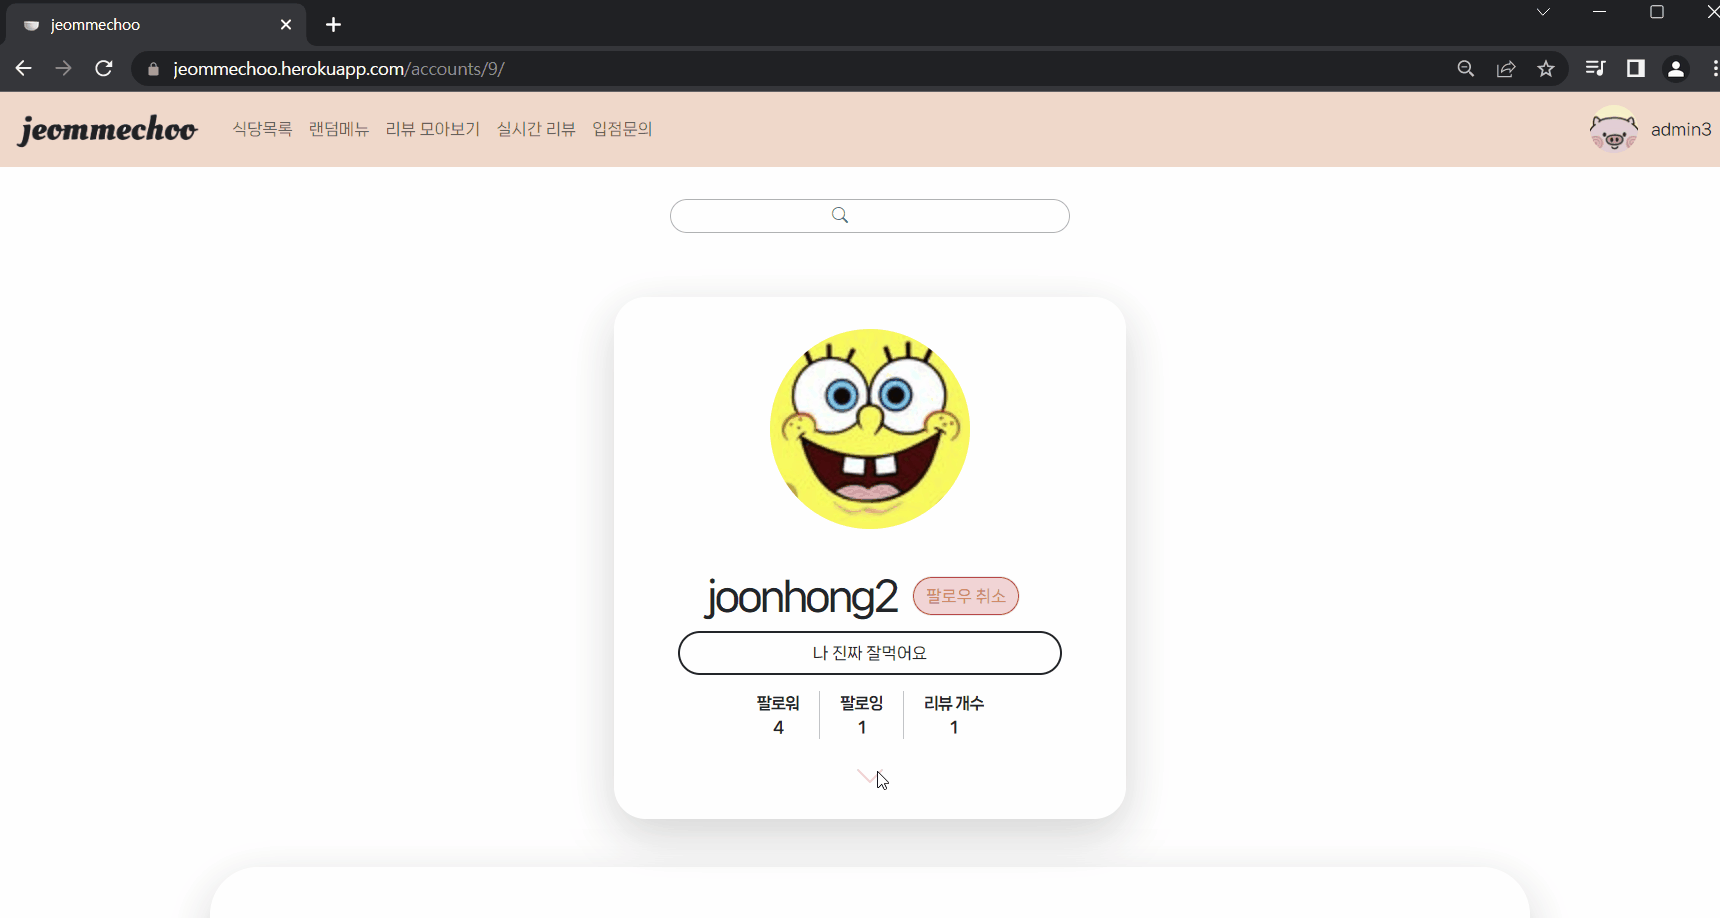 jeommechoo
jeommechoo.herokuapp.com/accounts/9/
jeommechoo 식당목록 랜덤메뉴 리뷰 모아보기 실시간 리뷰 입점문의 admin3
joonhong2 팔로우 취소
나 진짜 잘먹어요
팔로워 팔로잉 리뷰 개수
4 1 1